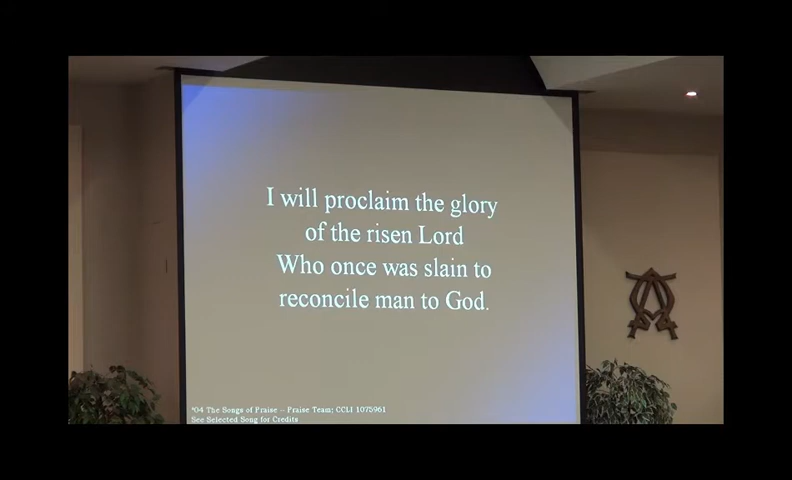 I will proclaim the glory
of the risen Lord
Who once was slain to
reconcile man to God.
*04 The Songs of Praise – Praise Team; CCLI 1075961
See Selected Song for Credits